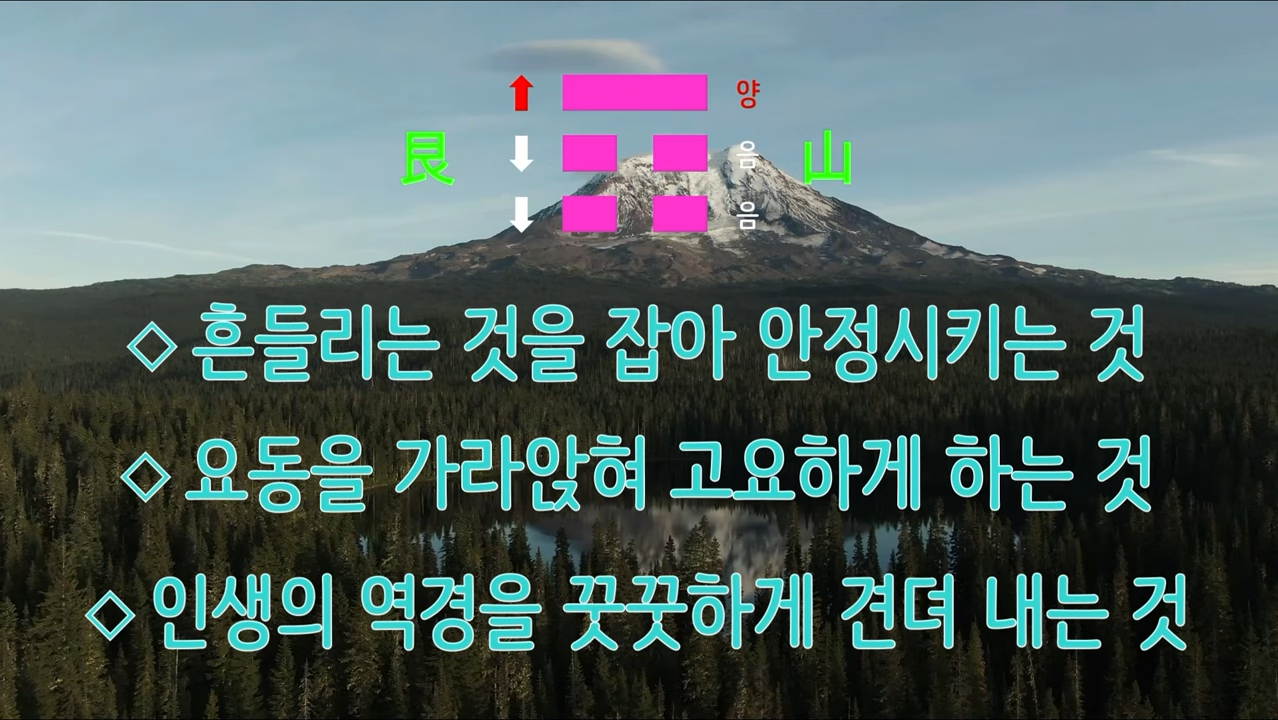 양
艮 음 山
음
◇ 흔들리는 것을 잡아 안정시키는 것
◇ 요동을 가라앉혀 고요하게 하는 것
◇ 인생의 역경을 꿋꿋하게 견뎌 내는 것